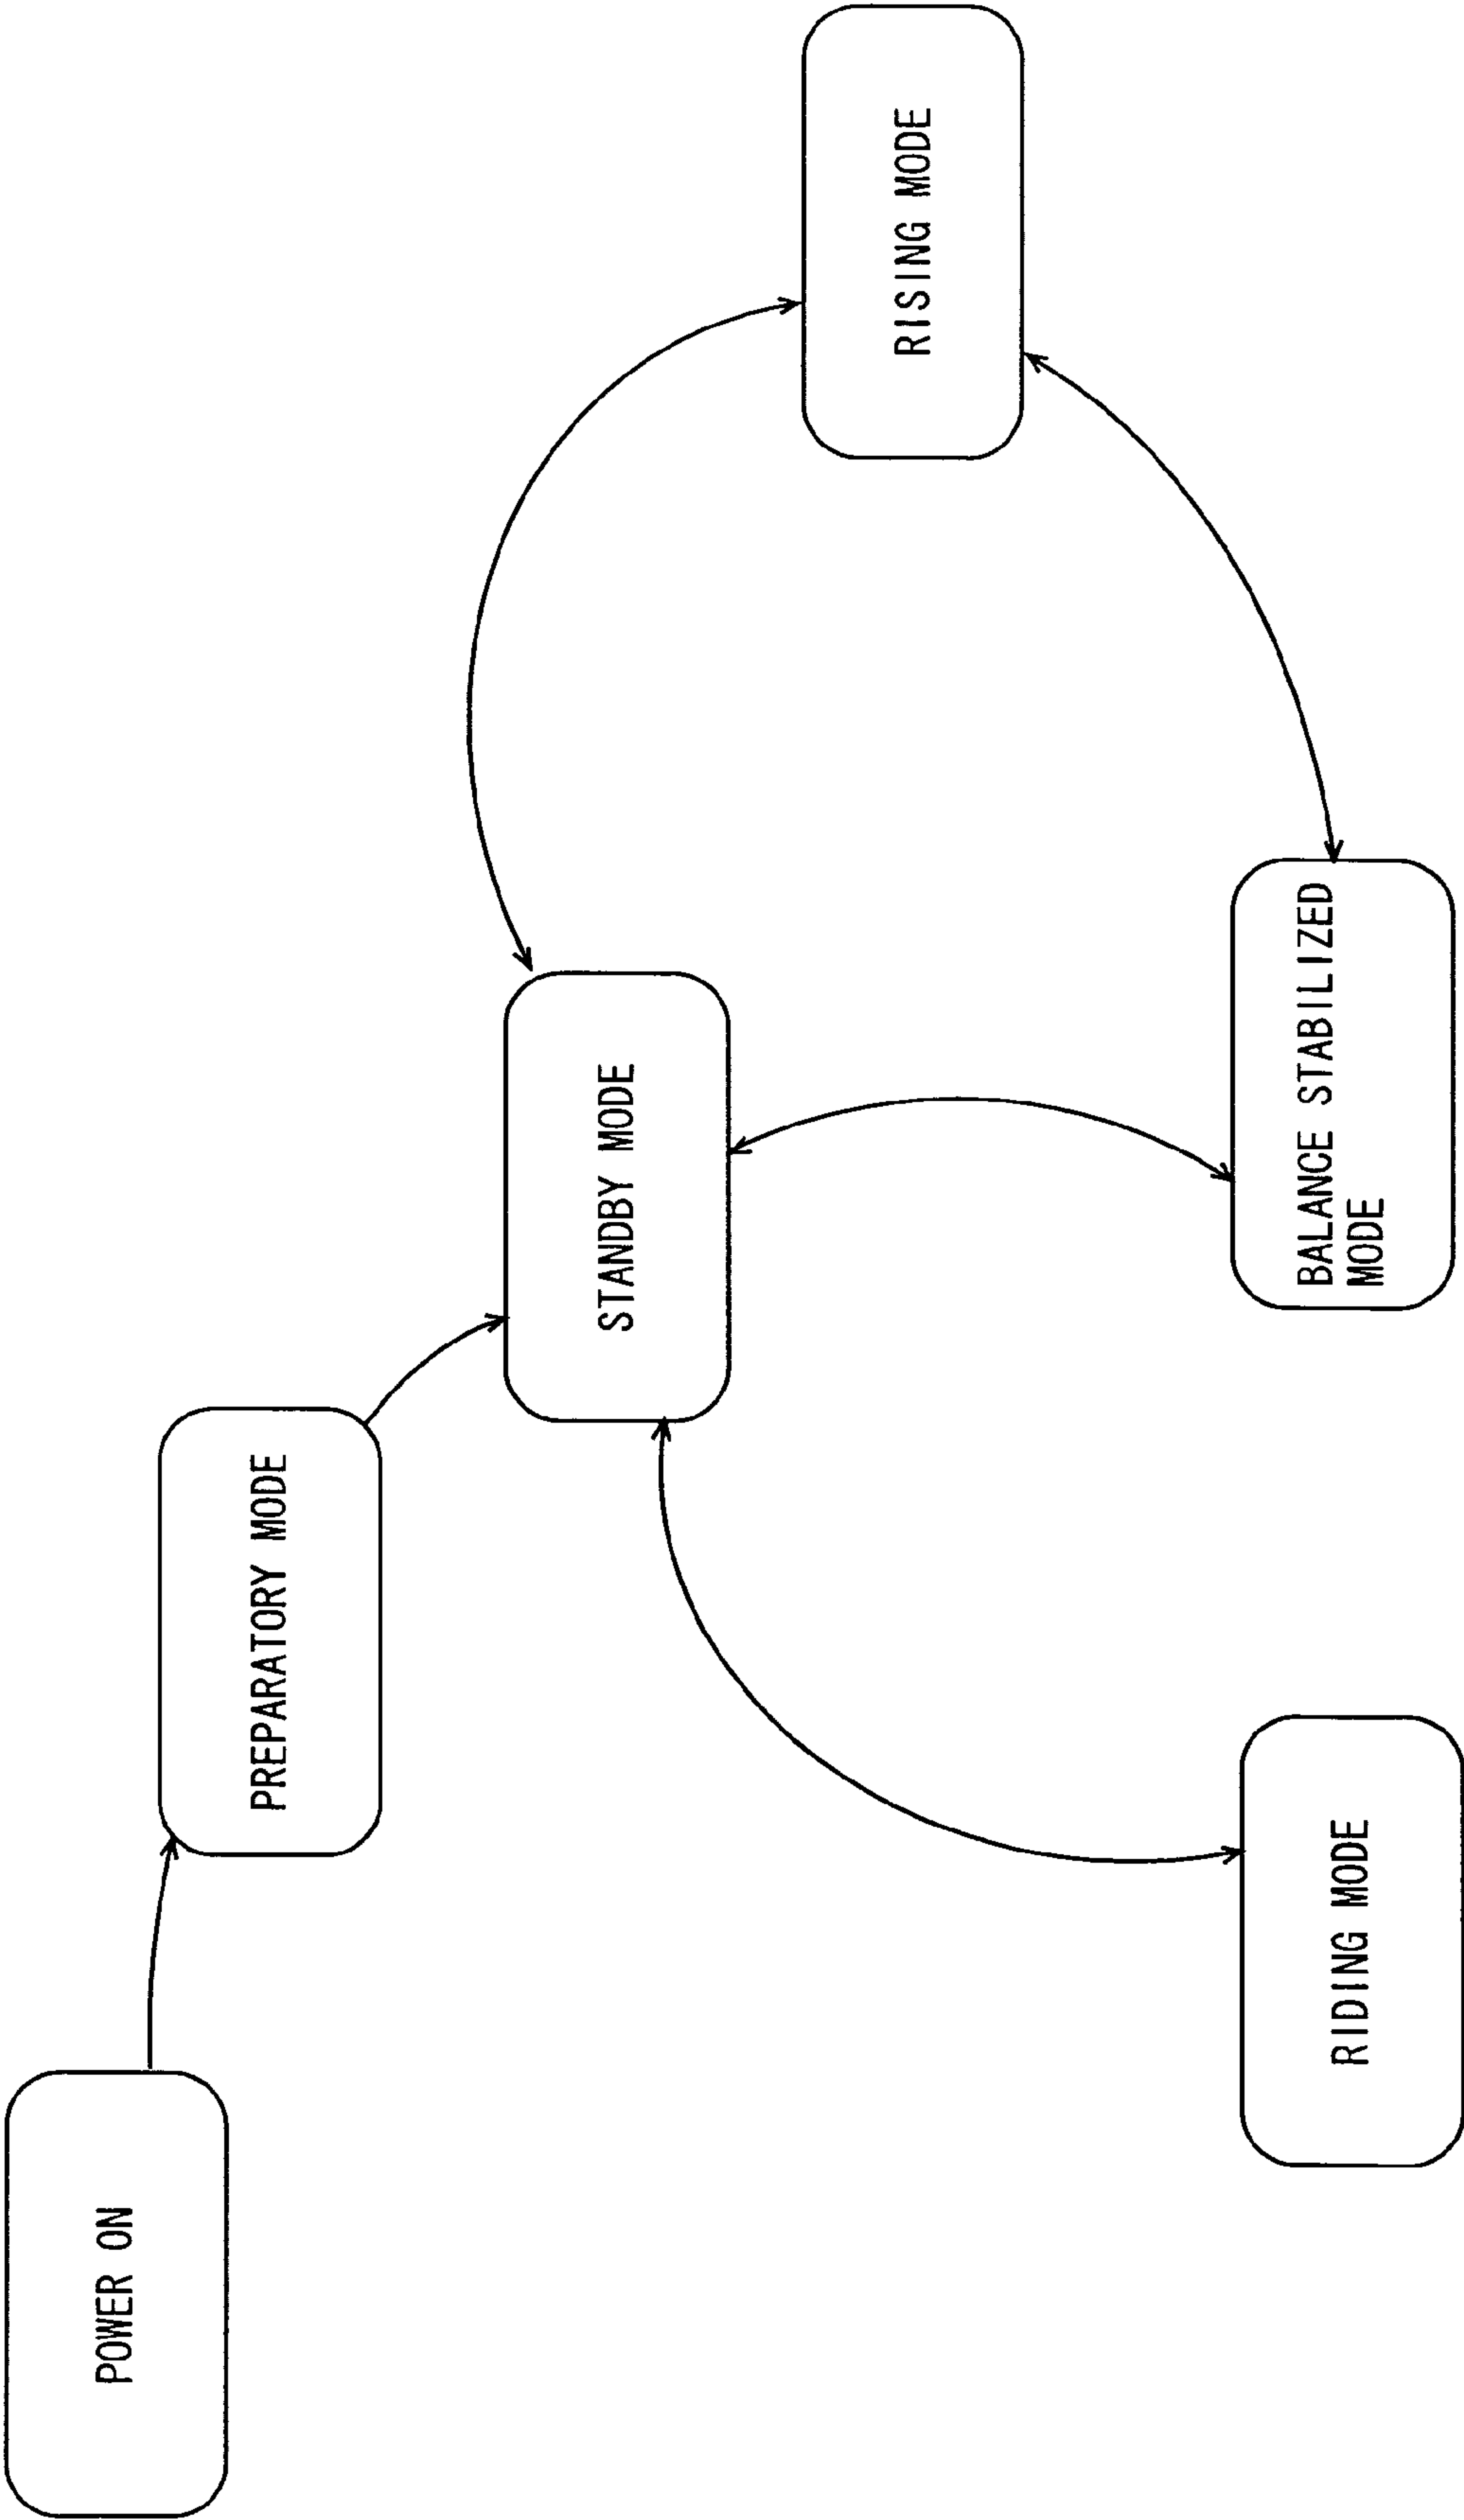 POWER ON
PREPARATORY MODE
STANDBY MODE
RISING MODE
BALANCE STABILIZED
MODE
RIDING MODE